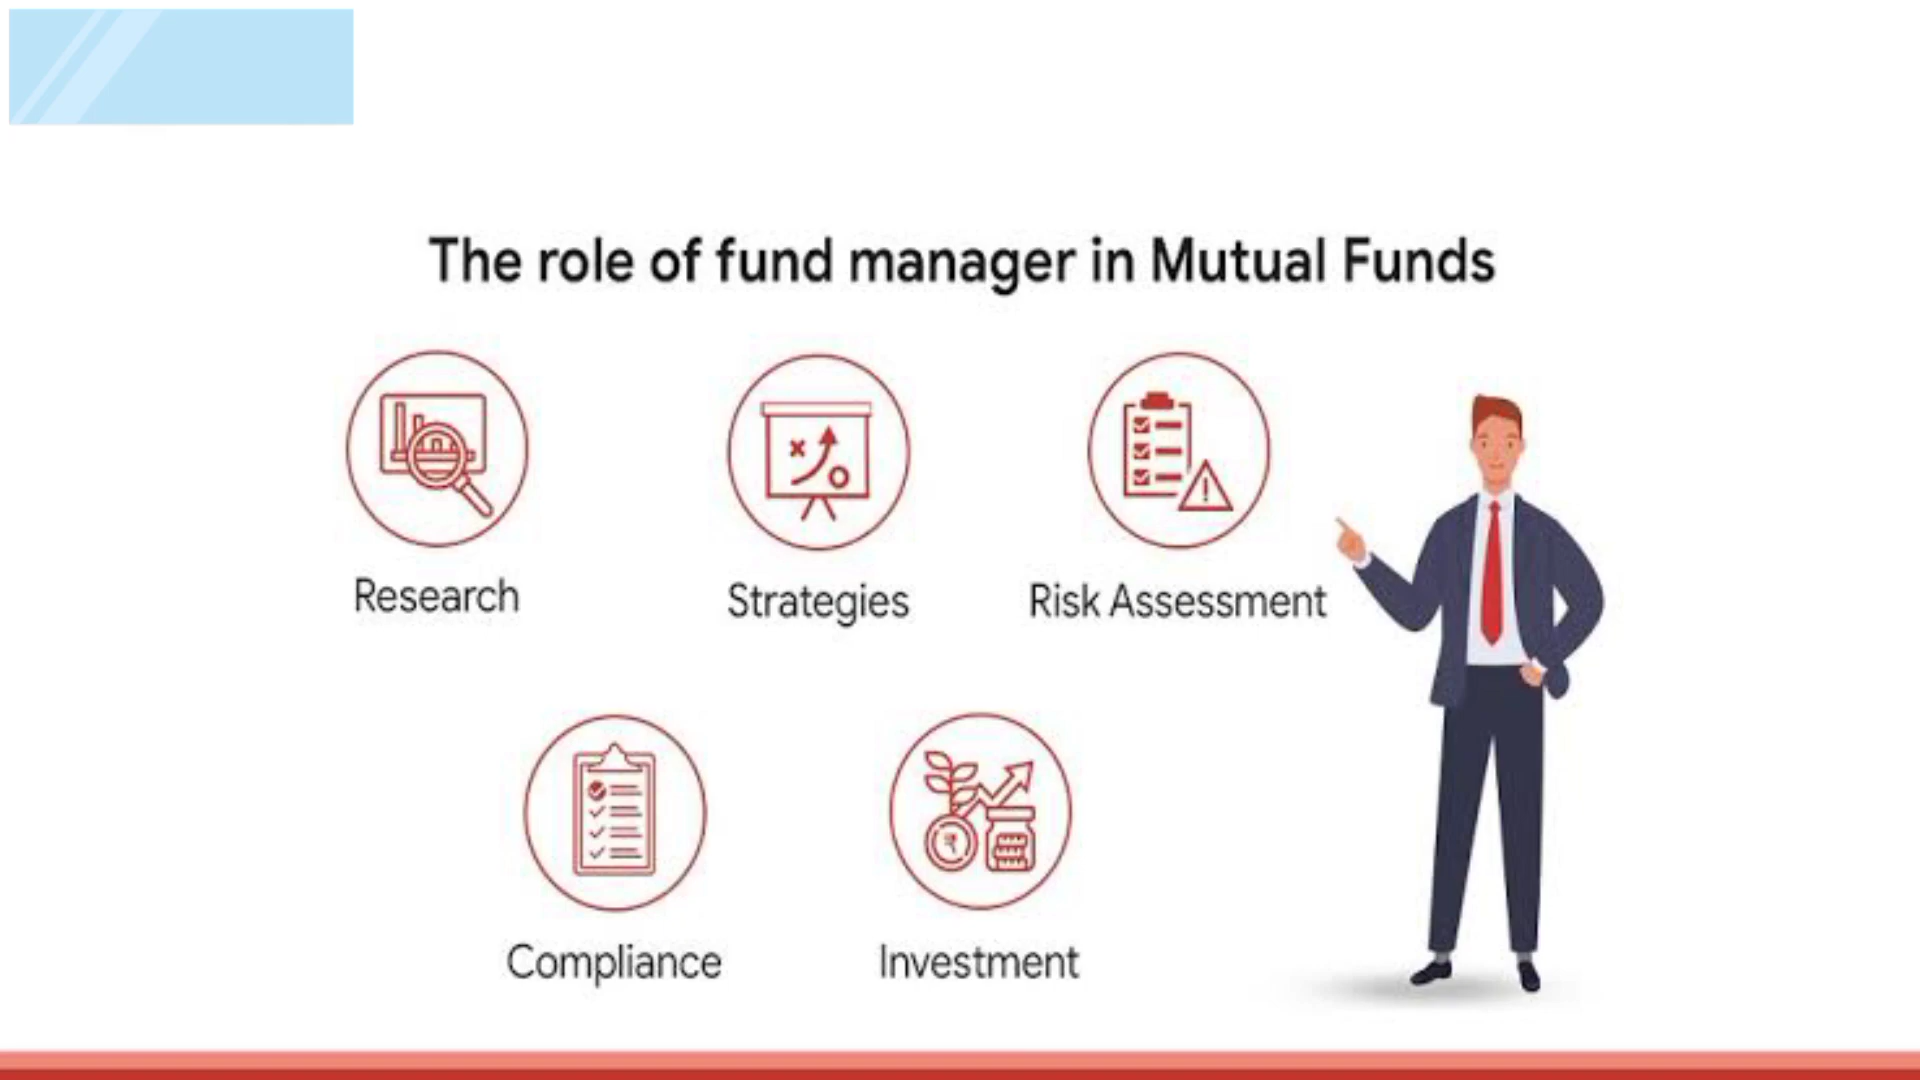 The role of fund manager in Mutual Funds
Research
Strategies
Risk Assessment
Compliance
Investment